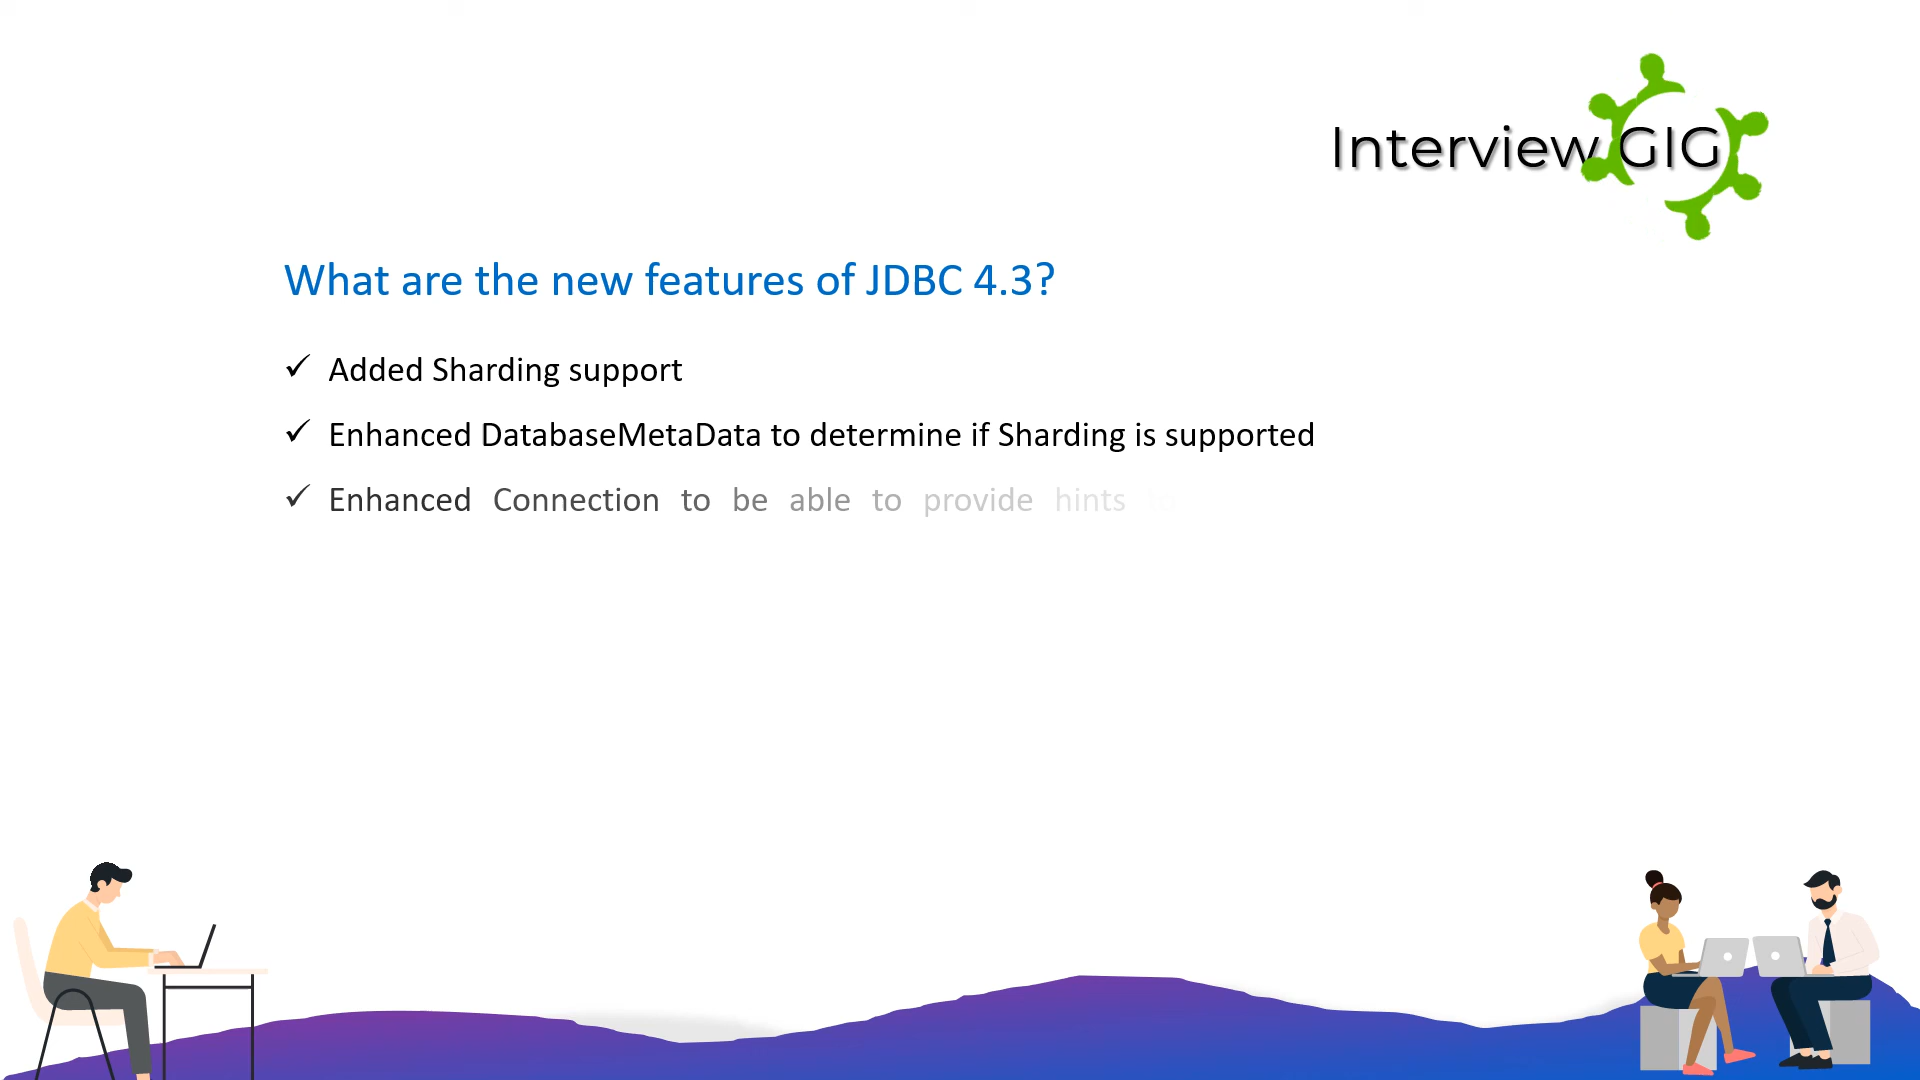 Interview GIG
What are the new features of JDBC 4.3?
✓ Added Sharding support
✓ Enhanced DatabaseMetaData to determine if Sharding is supported
✓ Enhanced Connection to be able to provide hints to